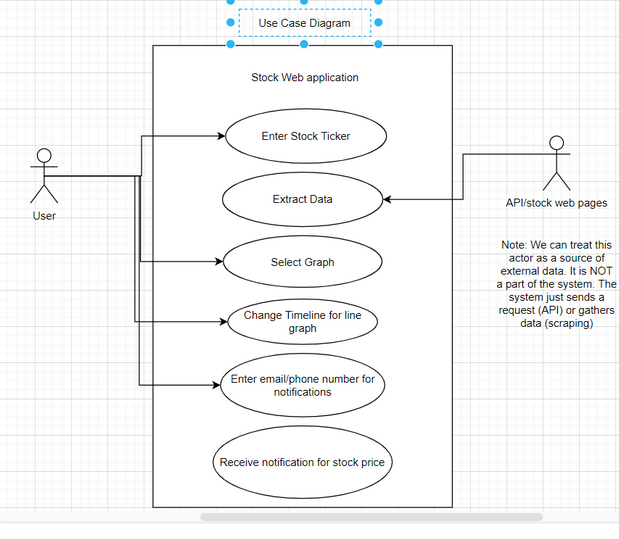 Use Case Diagram
Stock Web application
Enter Stock Ticker
Extract Data
Select Graph
Change Timeline for line
graph
Enter email/phone number for
notifications
Receive notification for stock price
User
API/stock web pages
Note: We can treat this
actor as a source of
external data. It is NOT
a part of the system. The
system just sends a
request (API) or gathers
data (scraping)